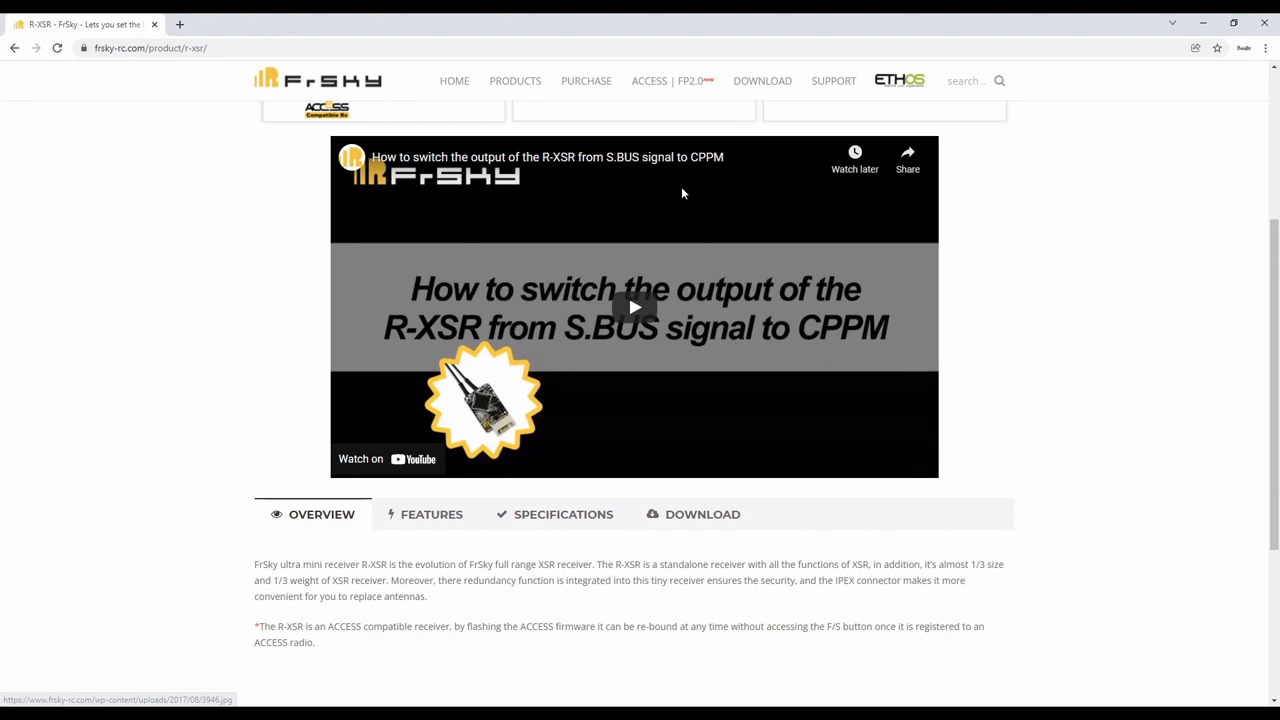 R-XSR - FrSky - Lets you set the
frsky-rc.com/product/r-xsr/
FrSky
HOME
PRODUCTS
PURCHASE
ACCESS | FP2.0new
DOWNLOAD
SUPPORT
ETHOS
search ..
ACCESS
Compatible Rx
How to switch the output of the R-XSR from S.BUS signal to CPPM
Watch later
Share
FrSky
How to switch the output of the
R-XSR from S.BUS signal to CPPM
Watch on YouTube
OVERVIEW
FEATURES
SPECIFICATIONS
DOWNLOAD
FrSky ultra mini receiver R-XSR is the evolution of FrSky full range XSR receiver. The R-XSR is a standalone receiver with all the functions of XSR, in addition, it's almost 1/3 size
and 1/3 weight of XSR receiver. Moreover, there redundancy function is integrated into this tiny receiver ensures the security, and the IPEX connector makes it more
convenient for you to replace antennas.
*The R-XSR is an ACCESS compatible receiver, by flashing the ACCESS firmware it can be re-bound at any time without accessing the F/S button once it is registered to an
ACCESS radio.
https://www.frsky-rc.com/wp-content/uploads/2017/08/3946.jpg